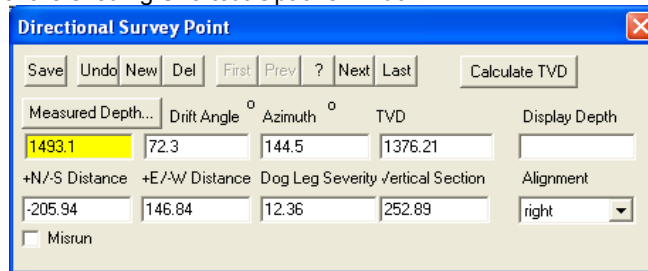 Directional Survey Point
Save Undo New Del First Prev ? Next Last Calculate TVD
Measured Depth... Drift Angle o Azimuth o TVD Display Depth
1493.1 72.3 144.5 1376.21
+N/-S Distance +E/-W Distance Dog Leg Severity Vertical Section Alignment
-205.94 146.84 12.36 252.89 right
Misrun